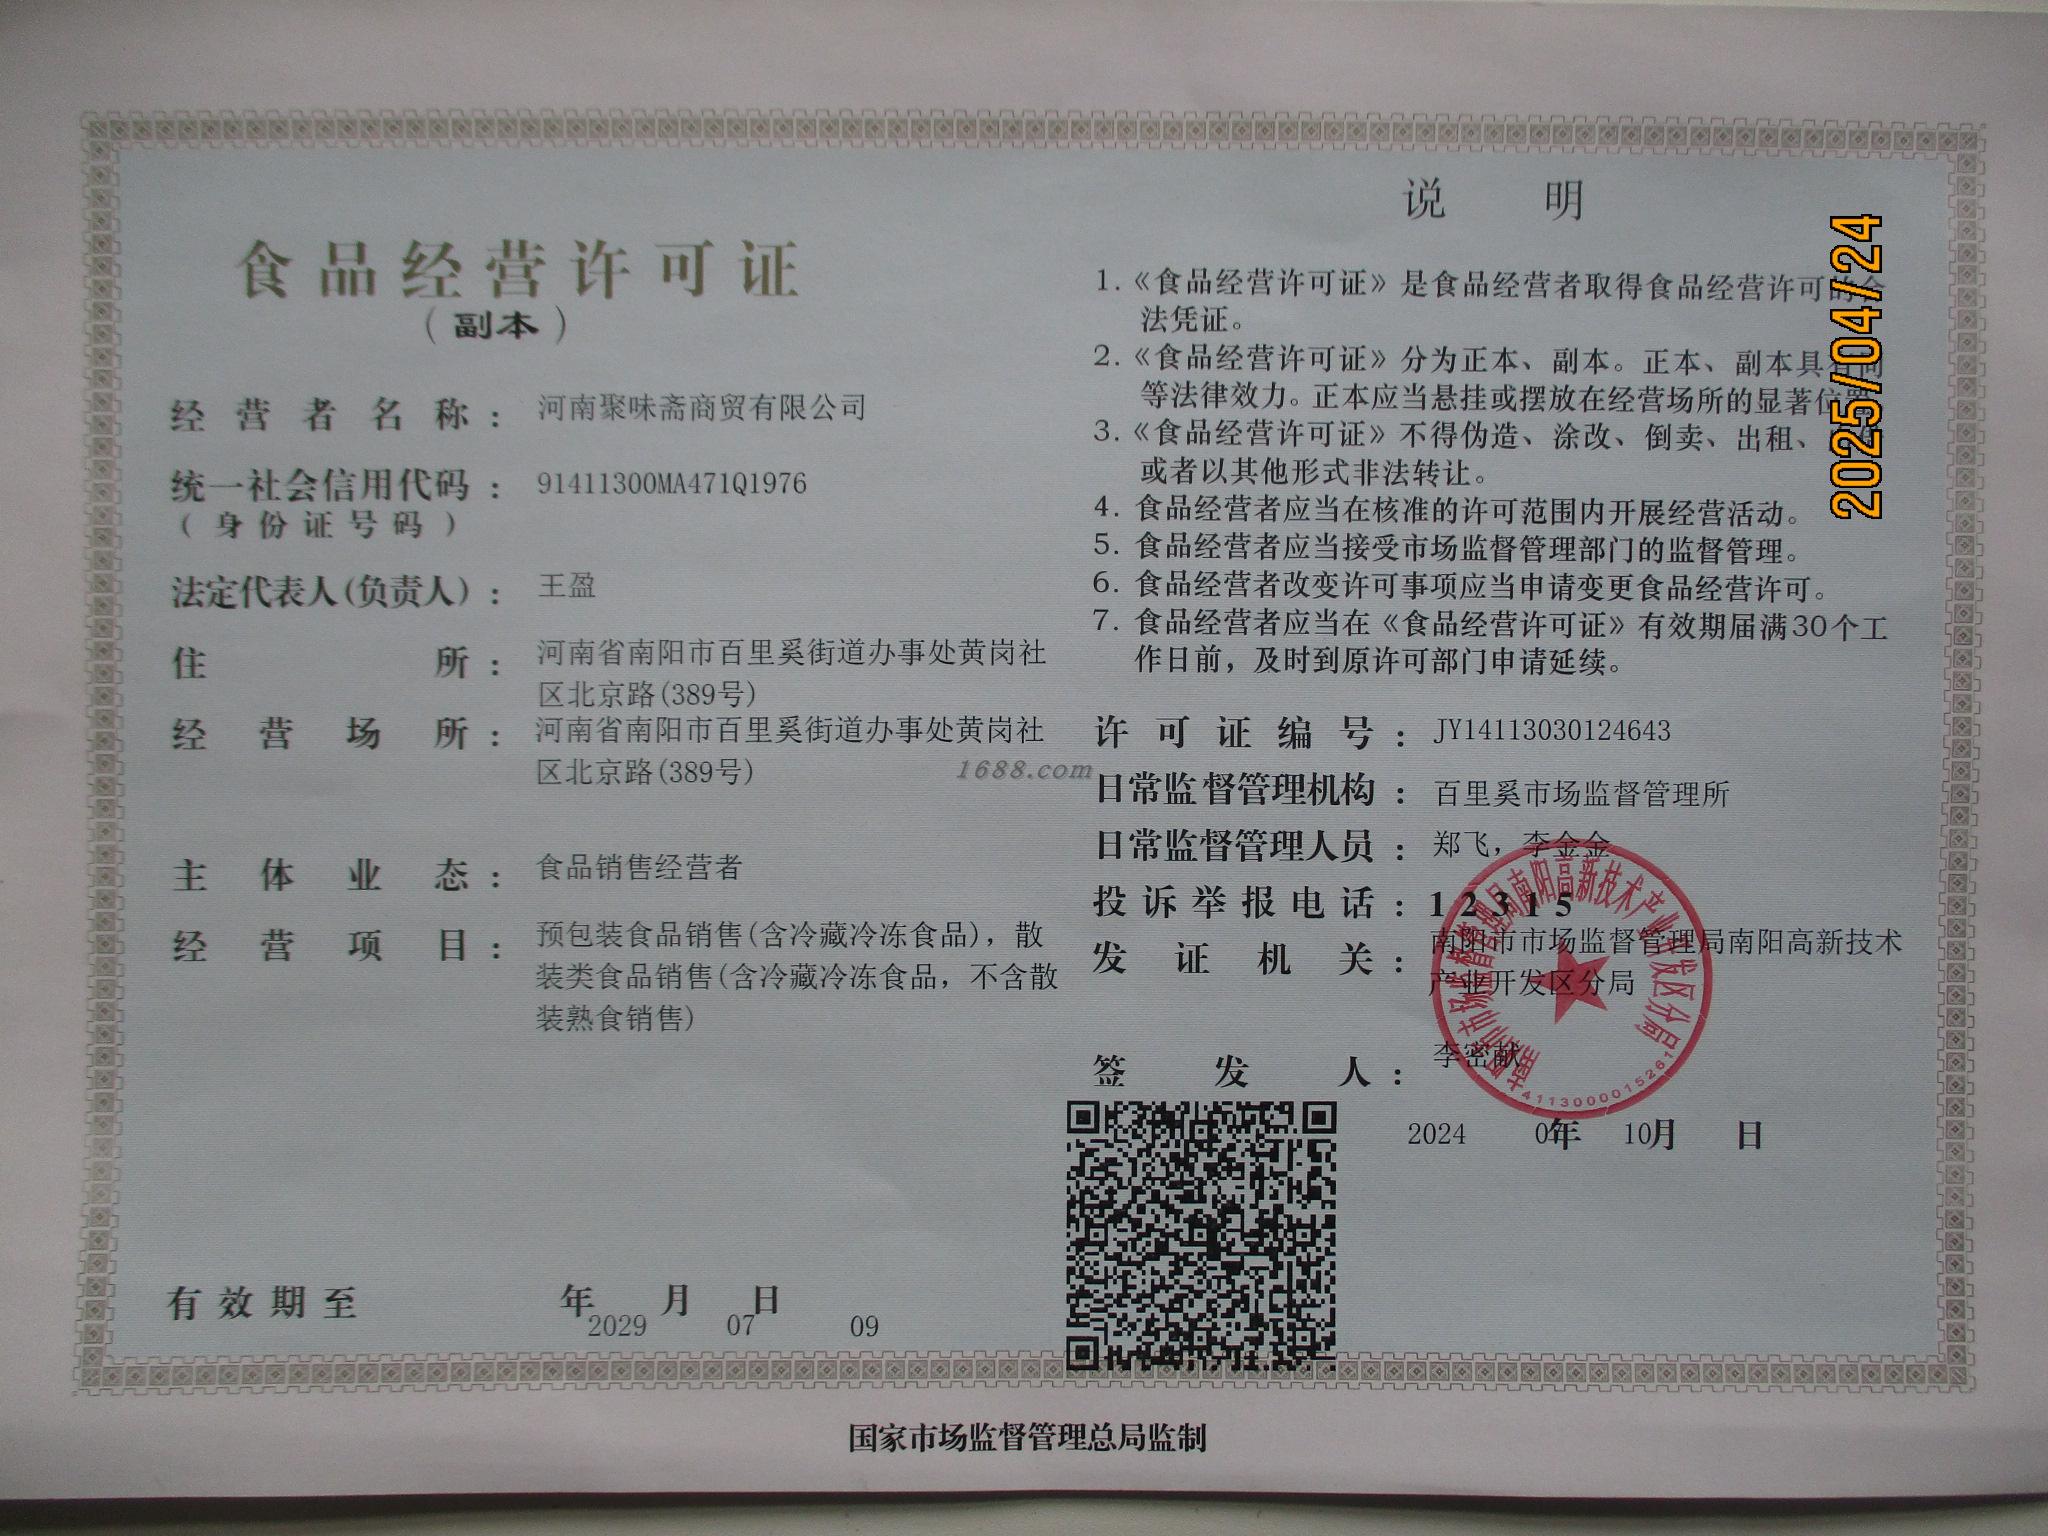 食品经营许可证
（副本）
经营者名称：河南聚味斋商贸有限公司
统一社会信用代码：91411300MA471Q1976
（身份证号码）
法定代表人(负责人)：王盈
住所：河南省南阳市百里奚街道办事处黄岗社
区北京路(389号)
经营场所：河南省南阳市百里奚街道办事处黄岗社
区北京路(389号)
主体业态：食品销售经营者
经营项目：预包装食品销售(含冷藏冷冻食品)，散
装类食品销售(含冷藏冷冻食品，不含散
装熟食销售)
有效期至 年 月 日
2029 07 09
说明
1.《食品经营许可证》是食品经营者取得食品经营许可的合
法凭证。
2.《食品经营许可证》分为正本、副本。正本、副本具有同
等法律效力。正本应当悬挂或摆放在经营场所的显著位置。
3.《食品经营许可证》不得伪造、涂改、倒卖、出租、
或者以其他形式非法转让。
4. 食品经营者应当在核准的许可范围内开展经营活动。
5. 食品经营者应当接受市场监督管理部门的监督管理。
6. 食品经营者改变许可事项应当申请变更食品经营许可。
7. 食品经营者应当在《食品经营许可证》有效期届满30个工
作日前，及时到原许可部门申请延续。
许可证编号：JY14113030124643
日常监督管理机构：百里奚市场监督管理所
日常监督管理人员：郑飞，李金金
投诉举报电话：12315
发证机关：南阳市市场监督管理局南阳高新技术
产业开发区分局
签发人：李密献
2024 年 10月 日
南阳市市场监督管理局南阳高新技术产业开发区分局
4113000015261
国家市场监督管理总局监制
1688.com
2025/04/24